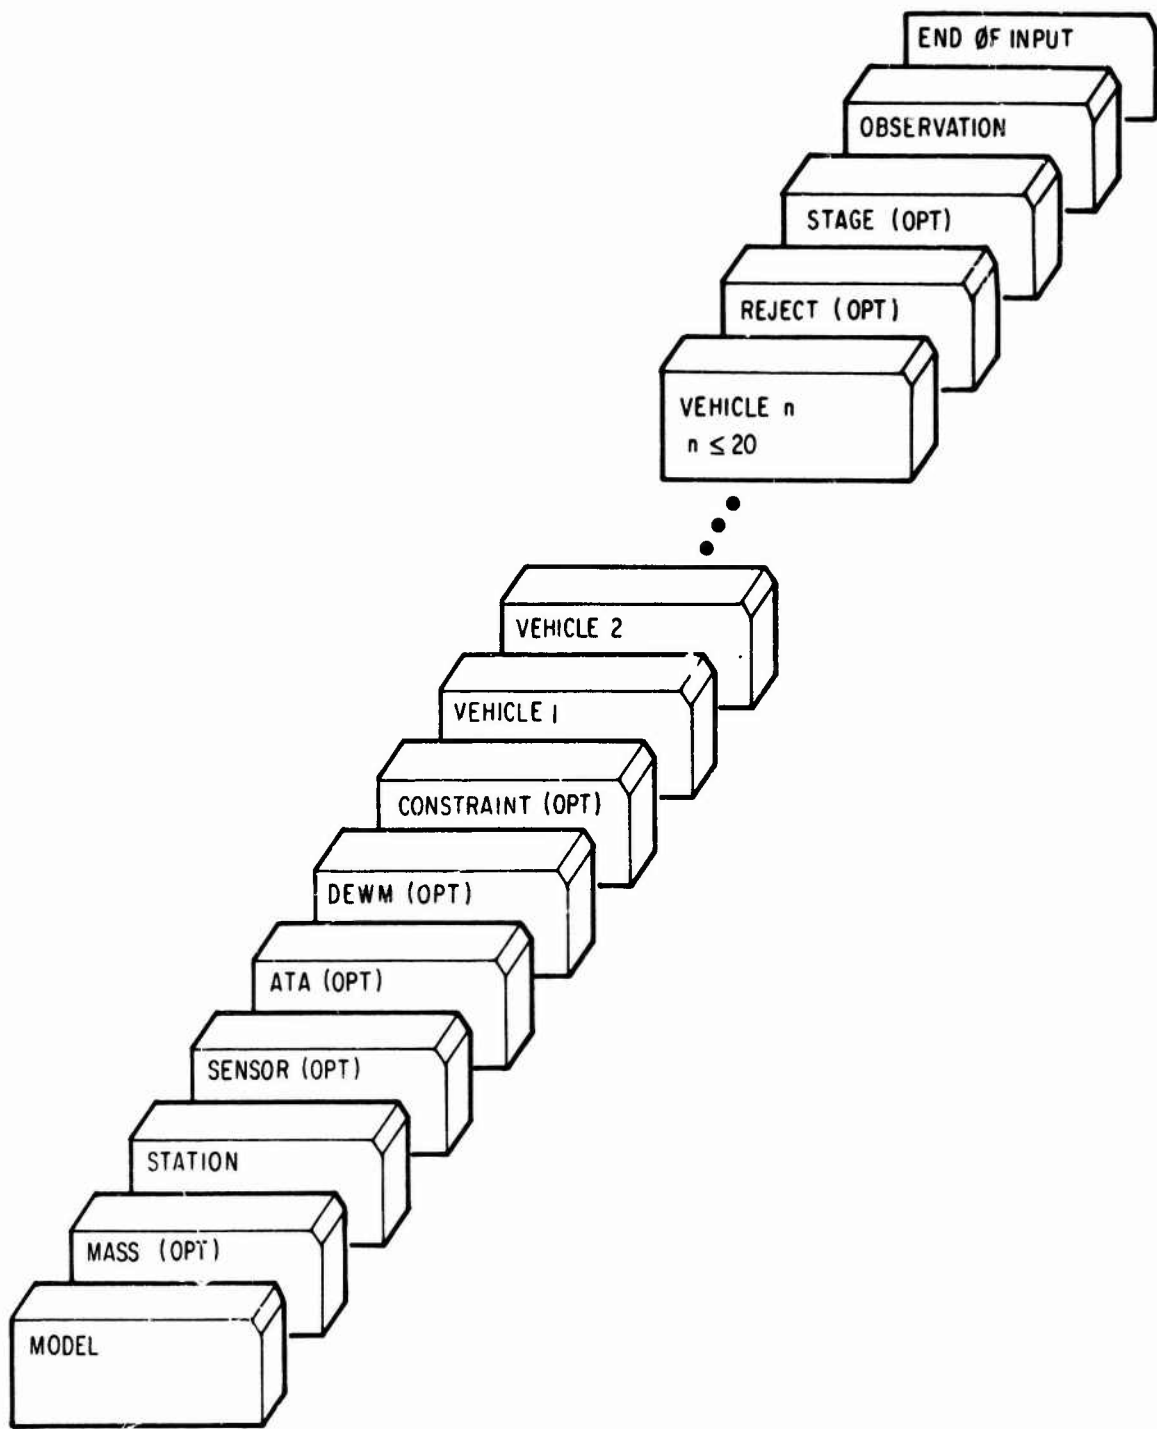 END ØF INPUT
OBSERVATION
STAGE (OPT)
REJECT (OPT)
VEHICLE n
n ≤ 20
VEHICLE 2
VEHICLE 1
CONSTRAINT (OPT)
DEWM (OPT)
ATA (OPT)
SENSOR (OPT)
STATION
MASS (OPT)
MODEL